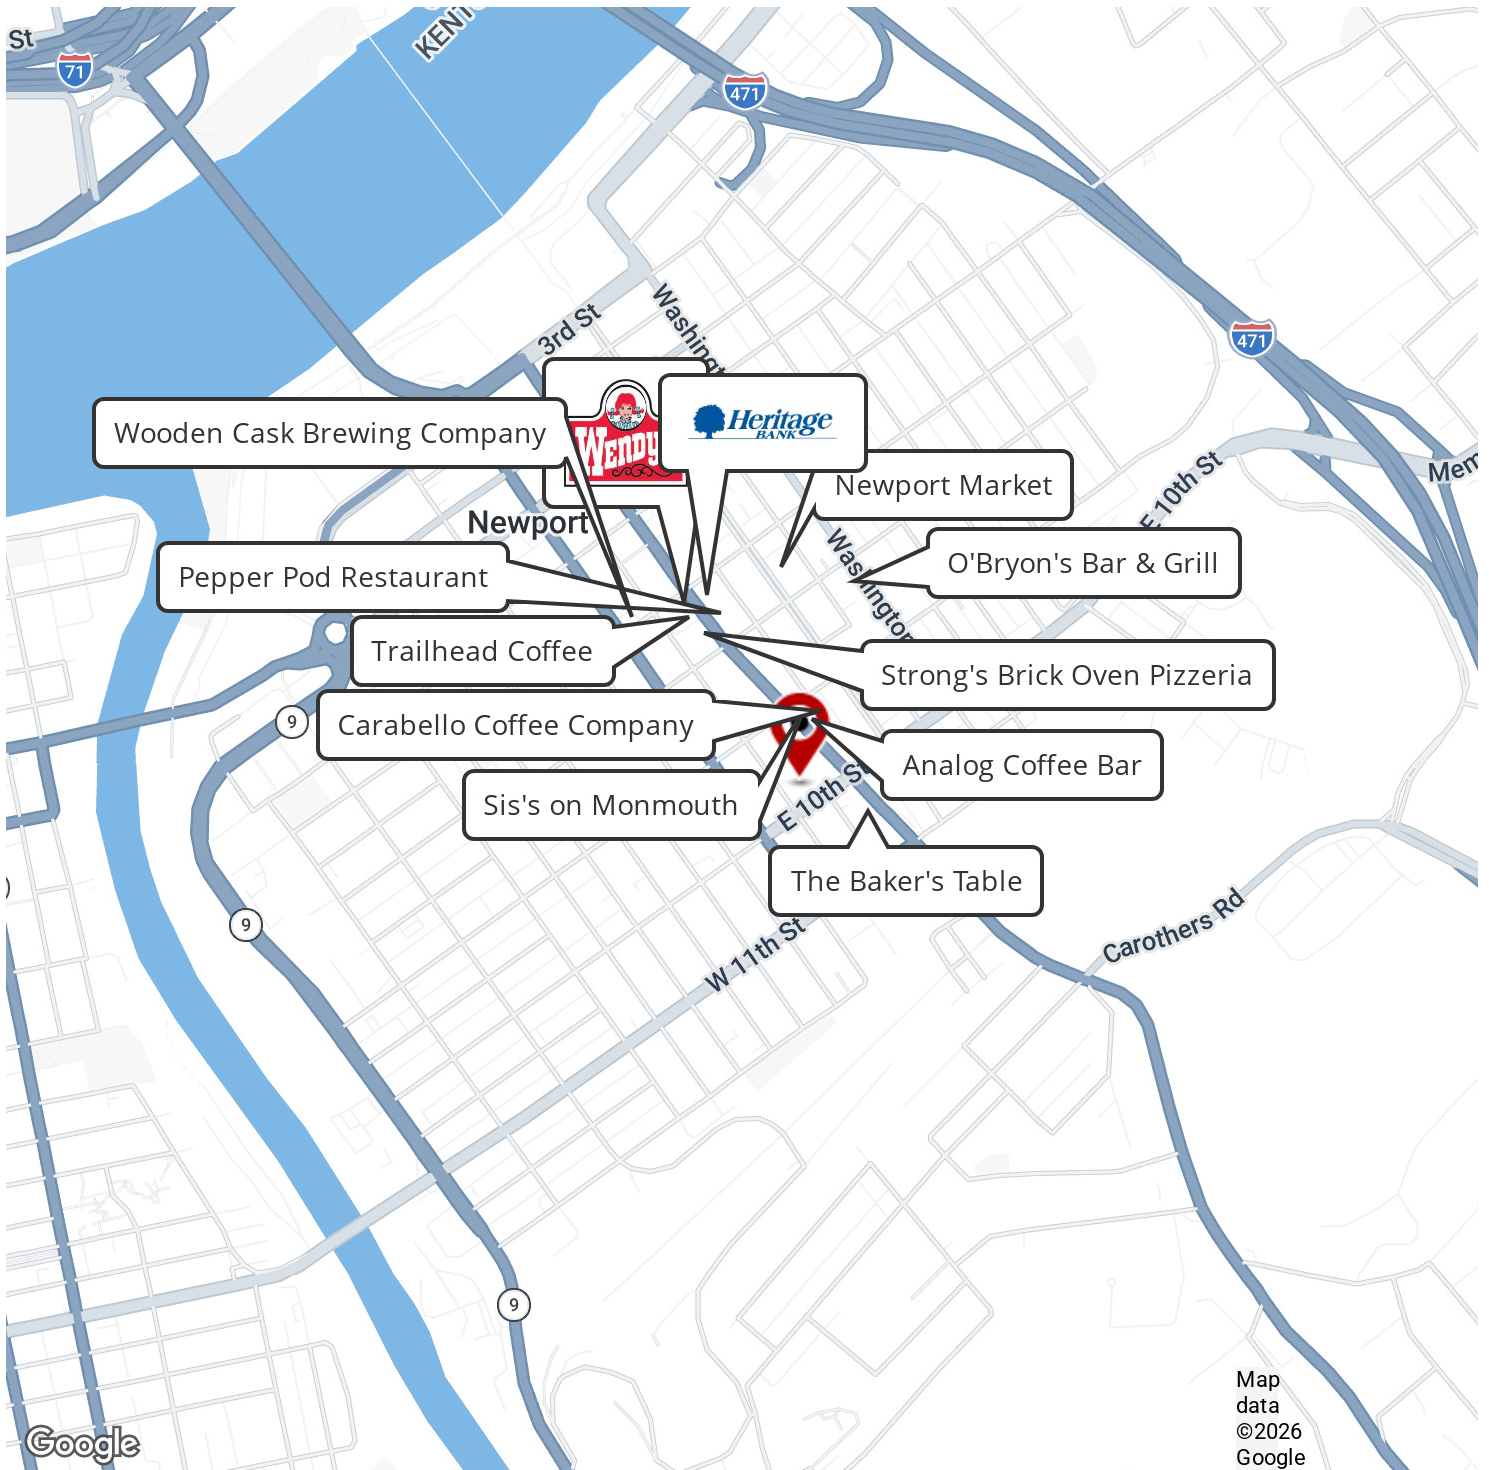 St
KENT
71
471
3rd St
Washingt
471
Wooden Cask Brewing Company
WENDY
Heritage
BANK
Newport Market
E 10th St
Mem
Newport
Washington
O'Bryon's Bar & Grill
Pepper Pod Restaurant
Trailhead Coffee
Strong's Brick Oven Pizzeria
9
Carabello Coffee Company
Analog Coffee Bar
Sis's on Monmouth
E 10th St
The Baker's Table
9
W 11th St
Carothers Rd
9
Map
data
©2026
Google
Google